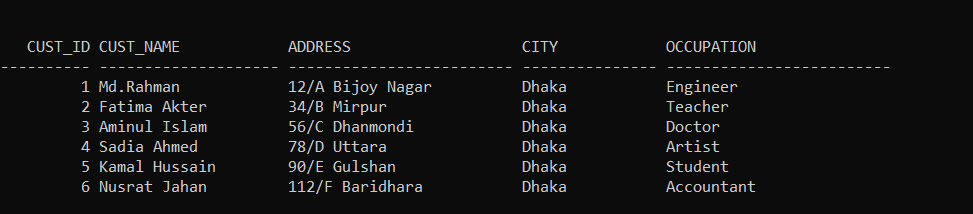 CUST_ID CUST_NAME ADDRESS CITY OCCUPATION
---------- -------------------- ------------------------- --------------- -------------------------
1 Md.Rahman 12/A Bijoy Nagar Dhaka Engineer
2 Fatima Akter 34/B Mirpur Dhaka Teacher
3 Aminul Islam 56/C Dhanmondi Dhaka Doctor
4 Sadia Ahmed 78/D Uttara Dhaka Artist
5 Kamal Hussain 90/E Gulshan Dhaka Student
6 Nusrat Jahan 112/F Baridhara Dhaka Accountant